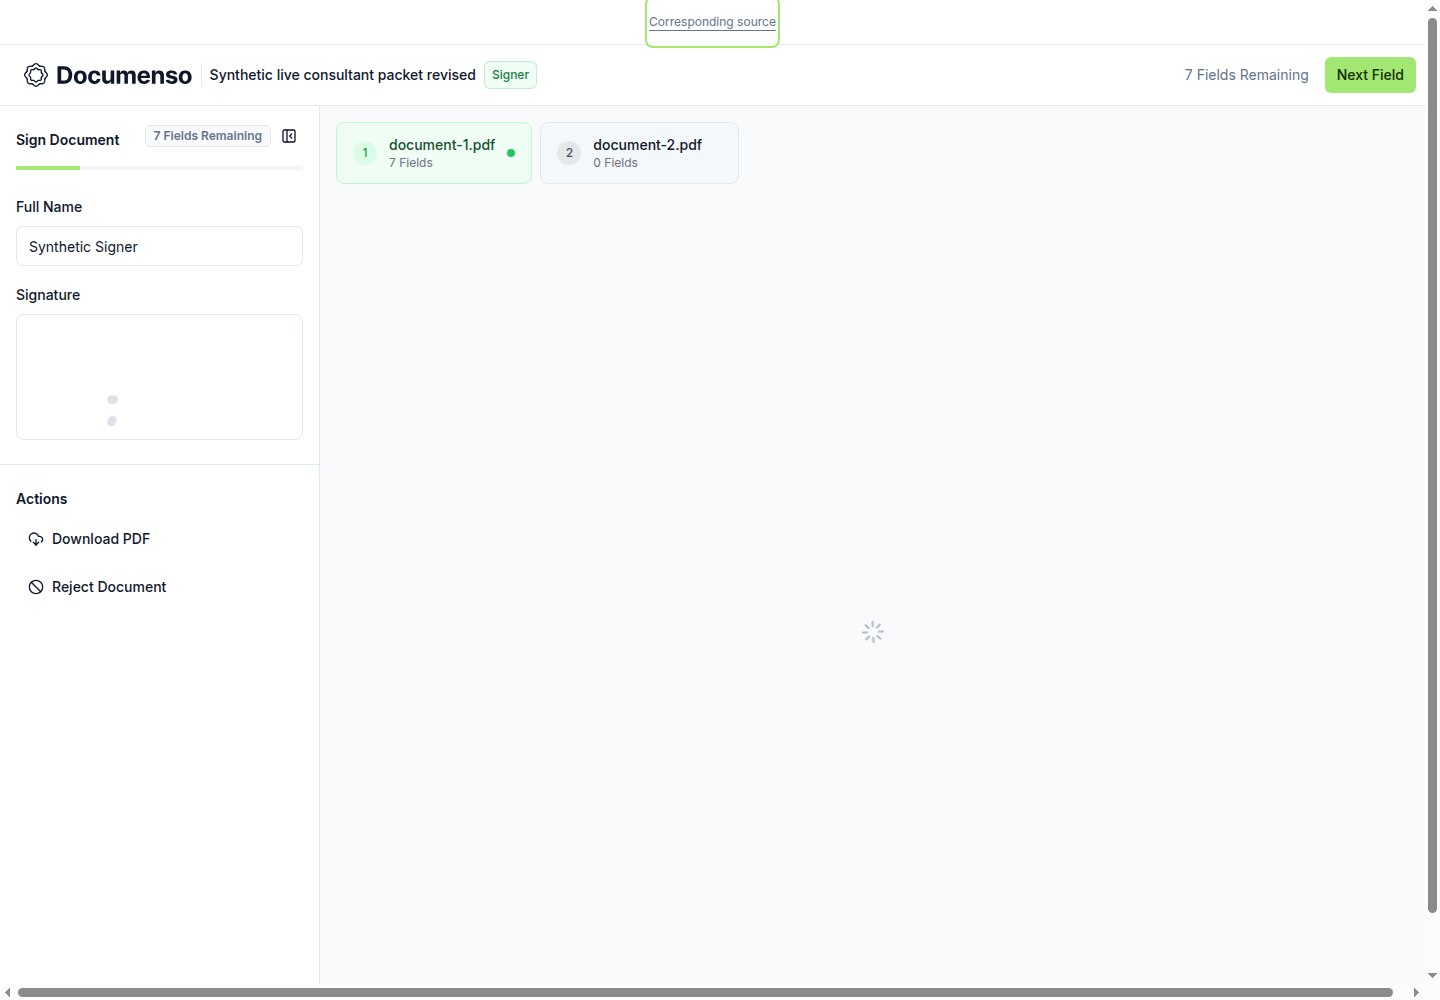 Corresponding source
Documenso
Synthetic live consultant packet revised
Signer
7 Fields Remaining
Next Field
Sign Document
7 Fields Remaining
1
document-1.pdf
7 Fields
2
document-2.pdf
0 Fields
Full Name
Synthetic Signer
Signature
Actions
Download PDF
Reject Document